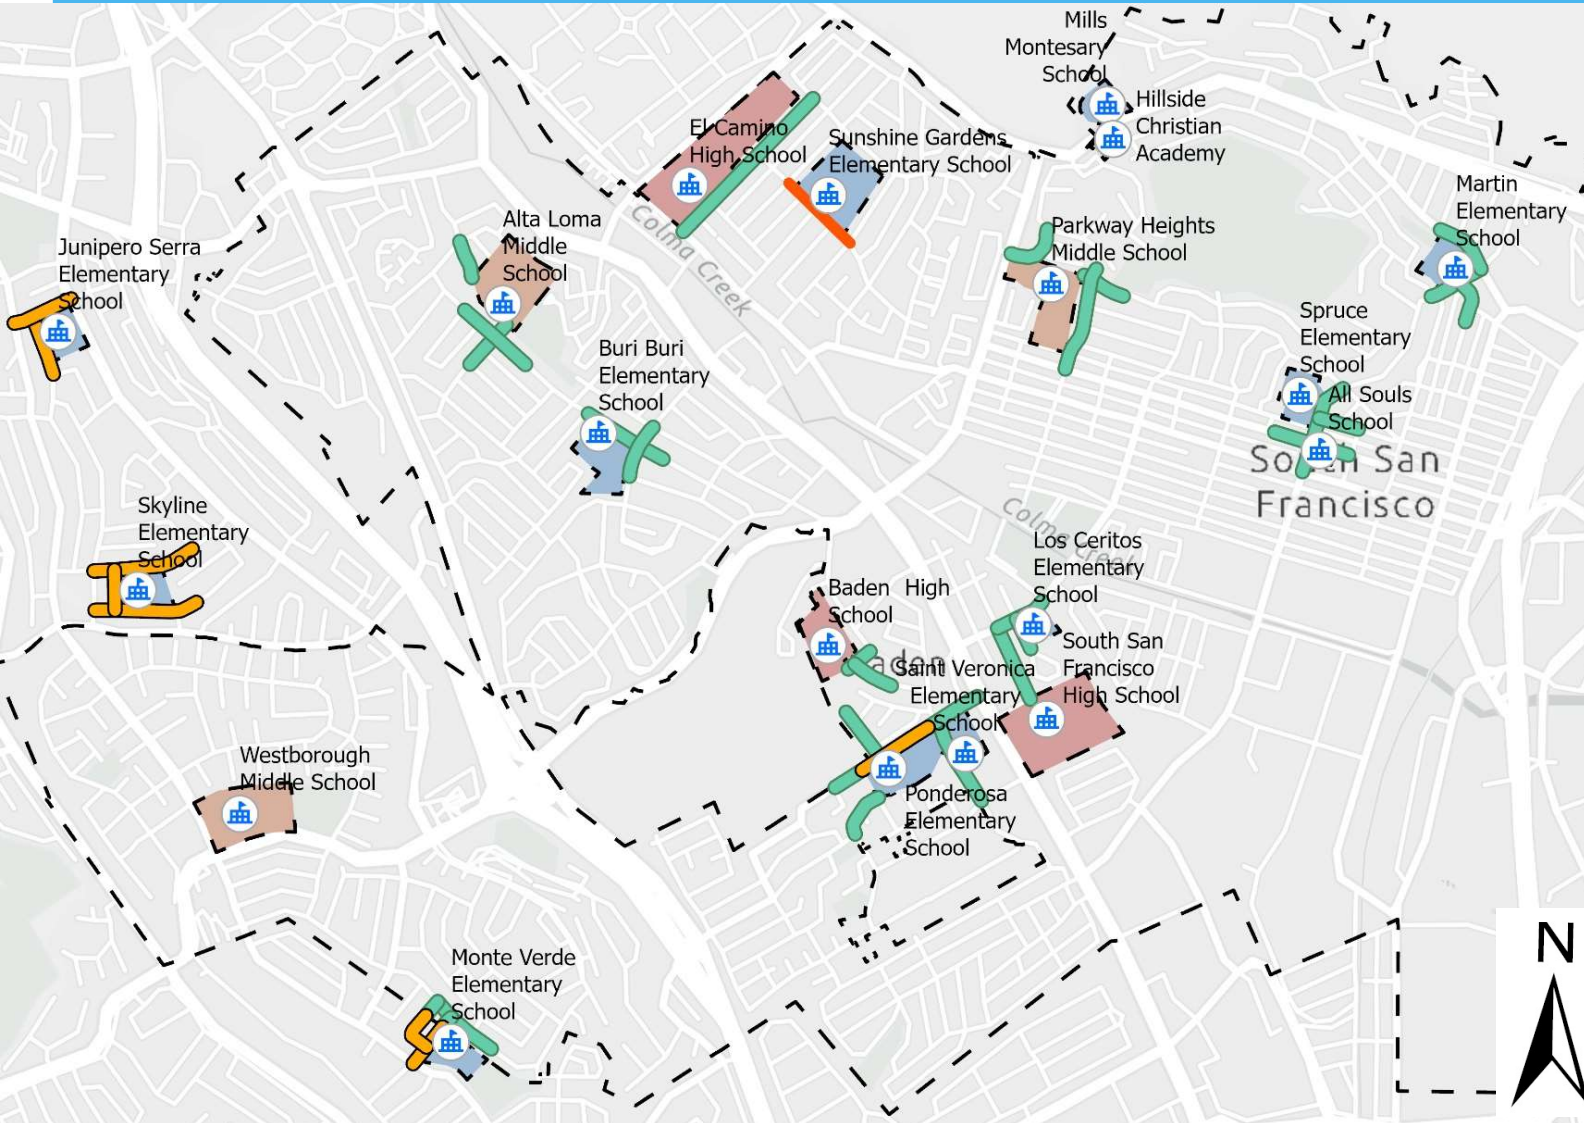 Mills
Montesary
School
Hillside
Christian
Academy
El Camino
High School
Sunshine Gardens
Elementary School
Martin
Elementary
School
Alta Loma
Middle
School
Colma Creek
Parkway Heights
Middle School
Junipero Serra
Elementary
School
Spruce
Elementary
School
All Souls
School
Buri Buri
Elementary
School
South San
Francisco
Skyline
Elementary
School
Colma Creek
Los Ceritos
Elementary
School
Baden High
School
South San
Francisco
High School
Saint Veronica
Elementary
School
Westborough
Middle School
Ponderosa
Elementary
School
Monte Verde
Elementary
School
N